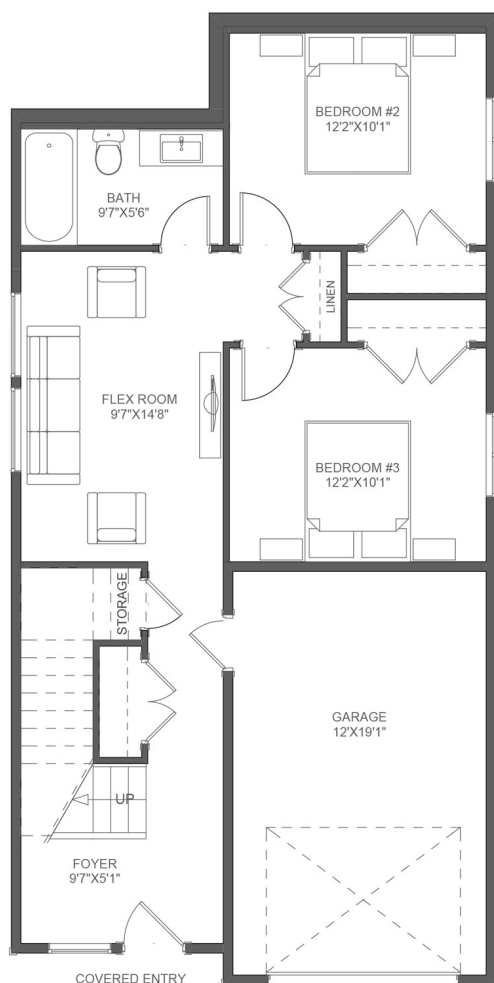 BEDROOM #2
12'2"X10'1"
BATH
9'7"X5'6"
LINEN
FLEX ROOM
9'7"X14'8"
BEDROOM #3
12'2"X10'1"
STORAGE
GARAGE
12'X19'1"
UP
FOYER
9'7"X5'1"
COVERED ENTRY